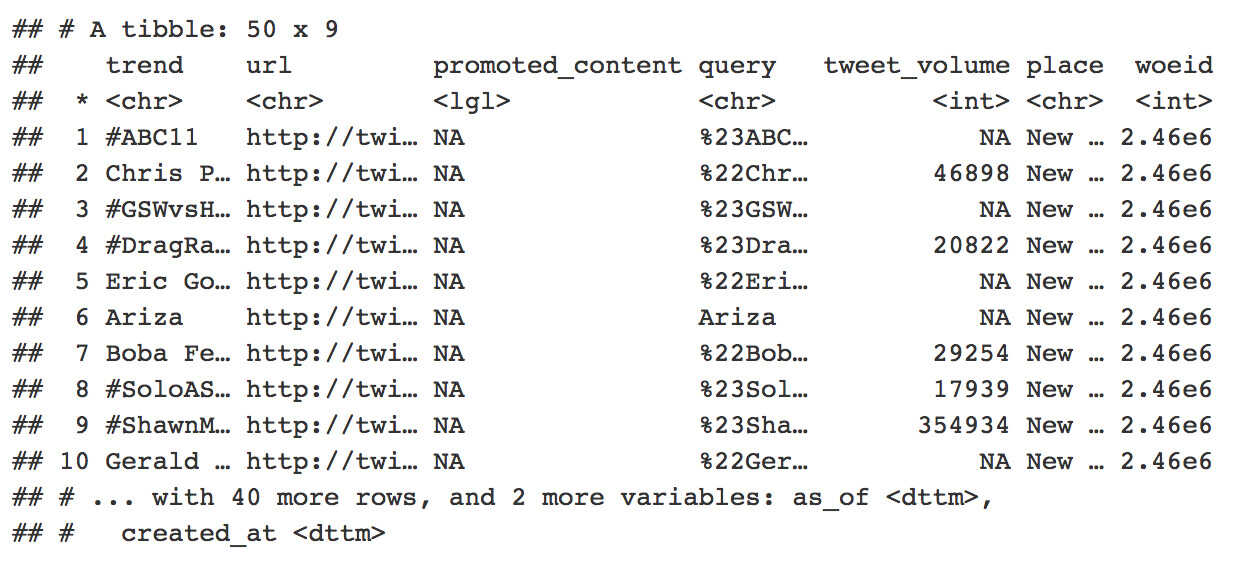 ## # A tibble: 50 x 9
##    trend    url         promoted_content query   tweet_volume place  woeid
##  * <chr>    <chr>       <lgl>            <chr>          <int> <chr>  <int>
##  1 #ABC11   http://twi… NA               %23ABC…           NA New … 2.46e6
##  2 Chris P… http://twi… NA               %22Chr…        46898 New … 2.46e6
##  3 #GSWvsH… http://twi… NA               %23GSW…           NA New … 2.46e6
##  4 #DragRa… http://twi… NA               %23Dra…        20822 New … 2.46e6
##  5 Eric Go… http://twi… NA               %22Eri…           NA New … 2.46e6
##  6 Ariza    http://twi… NA               Ariza             NA New … 2.46e6
##  7 Boba Fe… http://twi… NA               %22Bob…        29254 New … 2.46e6
##  8 #SoloAS… http://twi… NA               %23Sol…        17939 New … 2.46e6
##  9 #ShawnM… http://twi… NA               %23Sha…       354934 New … 2.46e6
## 10 Gerald … http://twi… NA               %22Ger…           NA New … 2.46e6
## # ... with 40 more rows, and 2 more variables: as_of <dttm>,
## #   created_at <dttm>